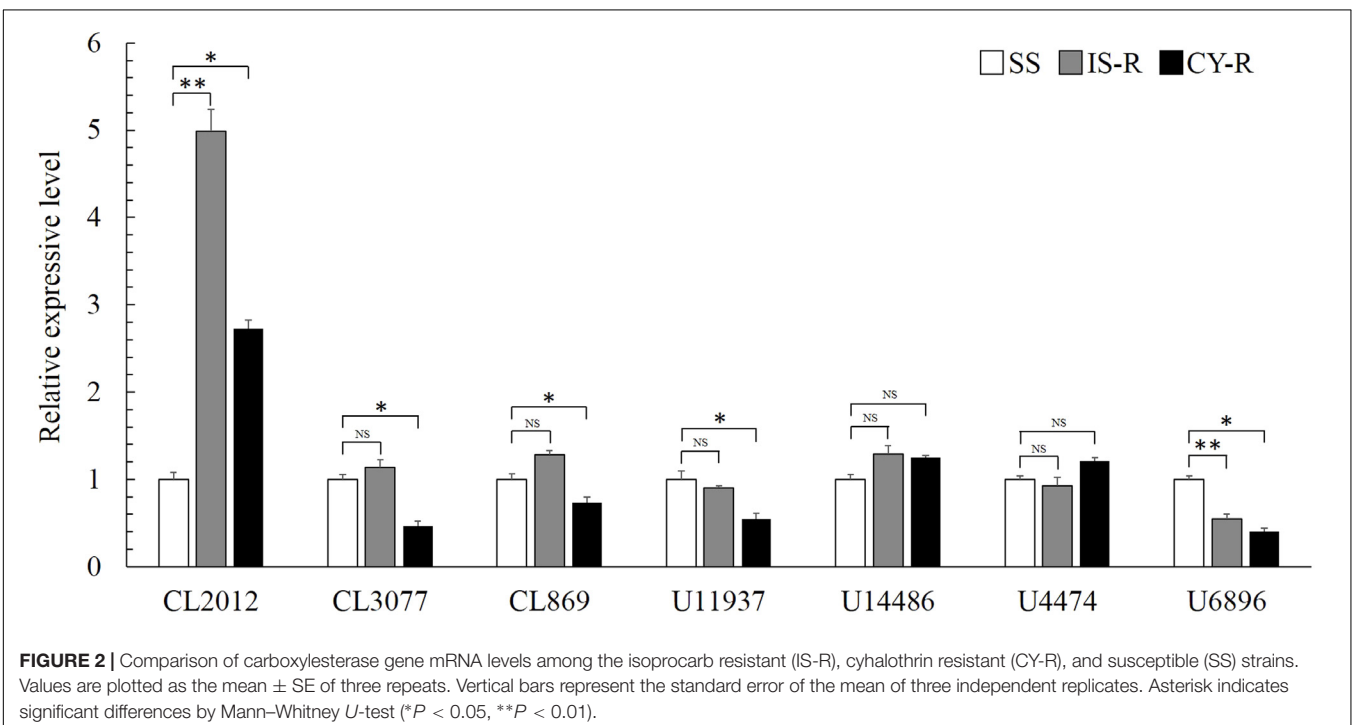 6
5
4
3
2
1
0
Relative expressive level
SS IS-R CY-R
*
**
*
NS
*
NS
*
NS
NS
NS
NS
NS
*
**
CL2012 CL3077 CL869 U11937 U14486 U4474 U6896
FIGURE 2 | Comparison of carboxylesterase gene mRNA levels among the isoprocarb resistant (IS-R), cyhalothrin resistant (CY-R), and susceptible (SS) strains.
Values are plotted as the mean ± SE of three repeats. Vertical bars represent the standard error of the mean of three independent replicates. Asterisk indicates
significant differences by Mann–Whitney U-test (*P < 0.05, **P < 0.01).